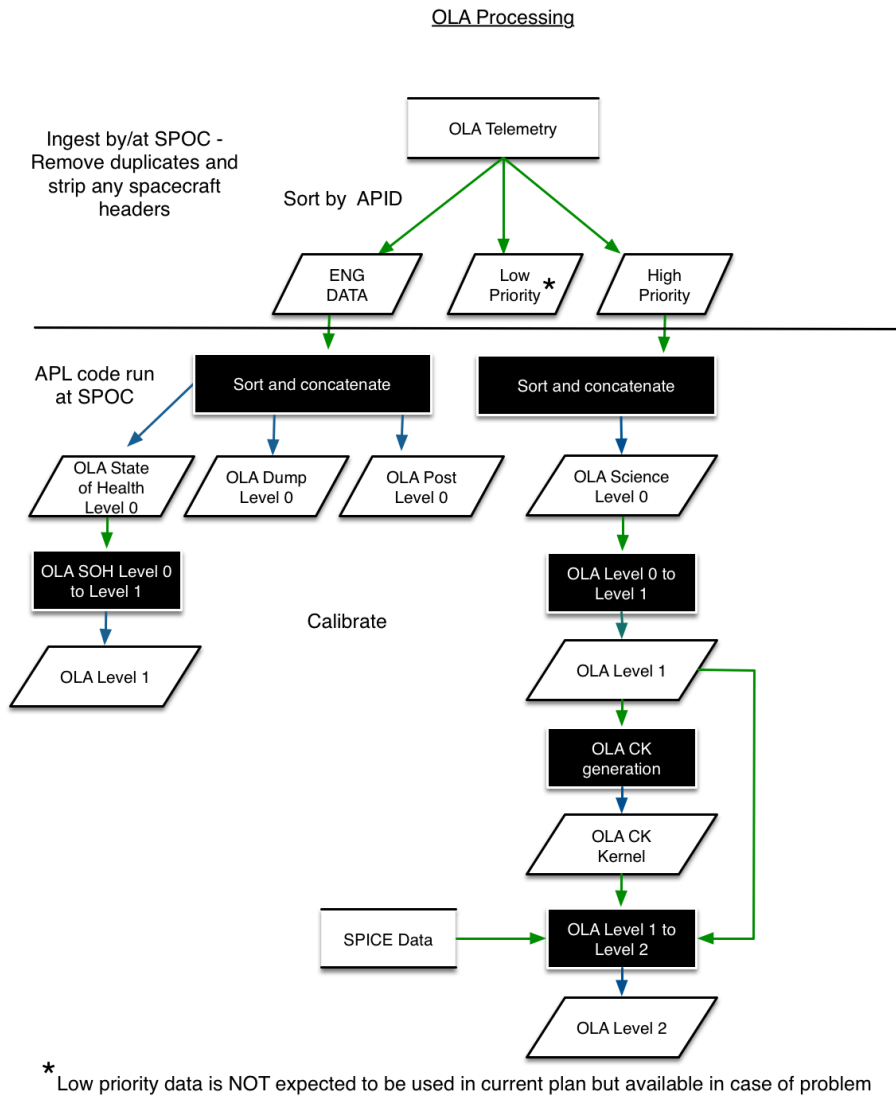 OLA Processing
OLA Telemetry
Ingest by/at SPOC -
Remove duplicates and
strip any spacecraft
headers
Sort by APID
ENG
DATA
Low
Priority*
High
Priority
APL code run
at SPOC
Sort and concatenate
Sort and concatenate
OLA State
of Health
Level 0
OLA Dump
Level 0
OLA Post
Level 0
OLA Science
Level 0
OLA SOH Level 0
to Level 1
OLA Level 0 to
Level 1
Calibrate
OLA Level 1
OLA Level 1
OLA CK
generation
OLA CK
Kernel
SPICE Data
OLA Level 1 to
Level 2
OLA Level 2
*Low priority data is NOT expected to be used in current plan but available in case of problem